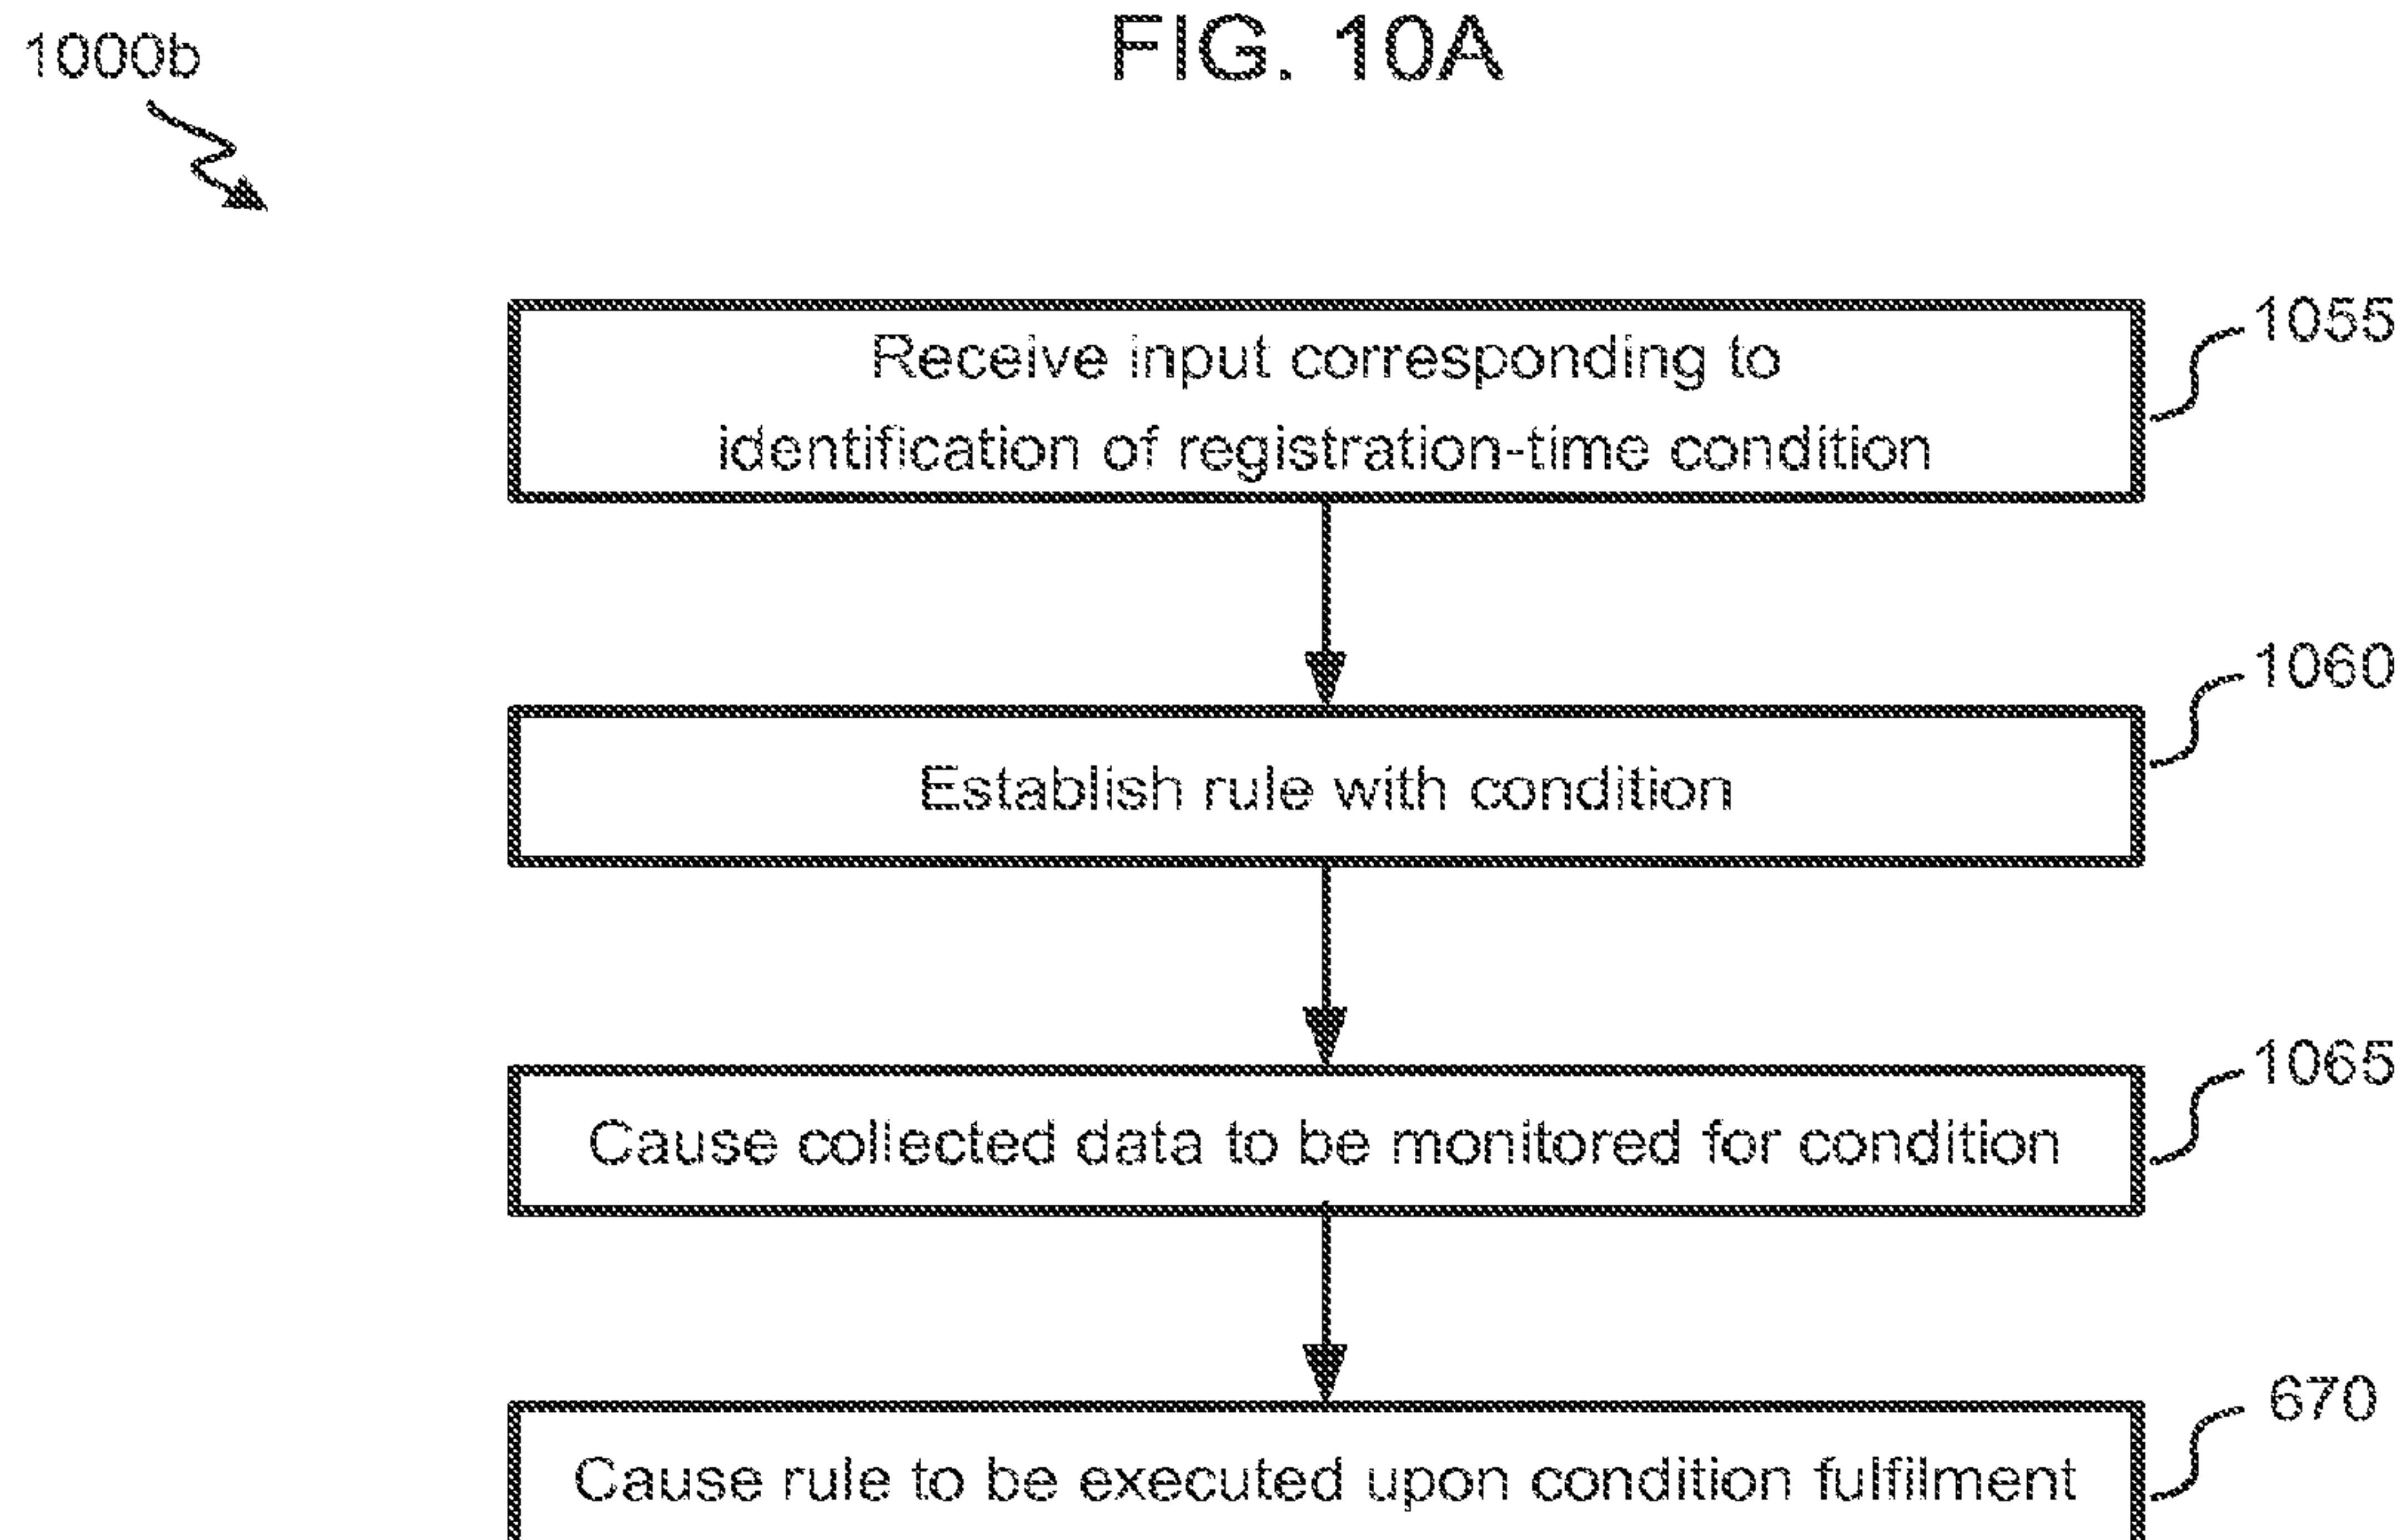 FIG. 10A
1000b
Receive input corresponding to
identification of registration-time condition
1055
Establish rule with condition
1060
Cause collected data to be monitored for condition
1065
Cause rule to be executed upon condition fulfilment
670